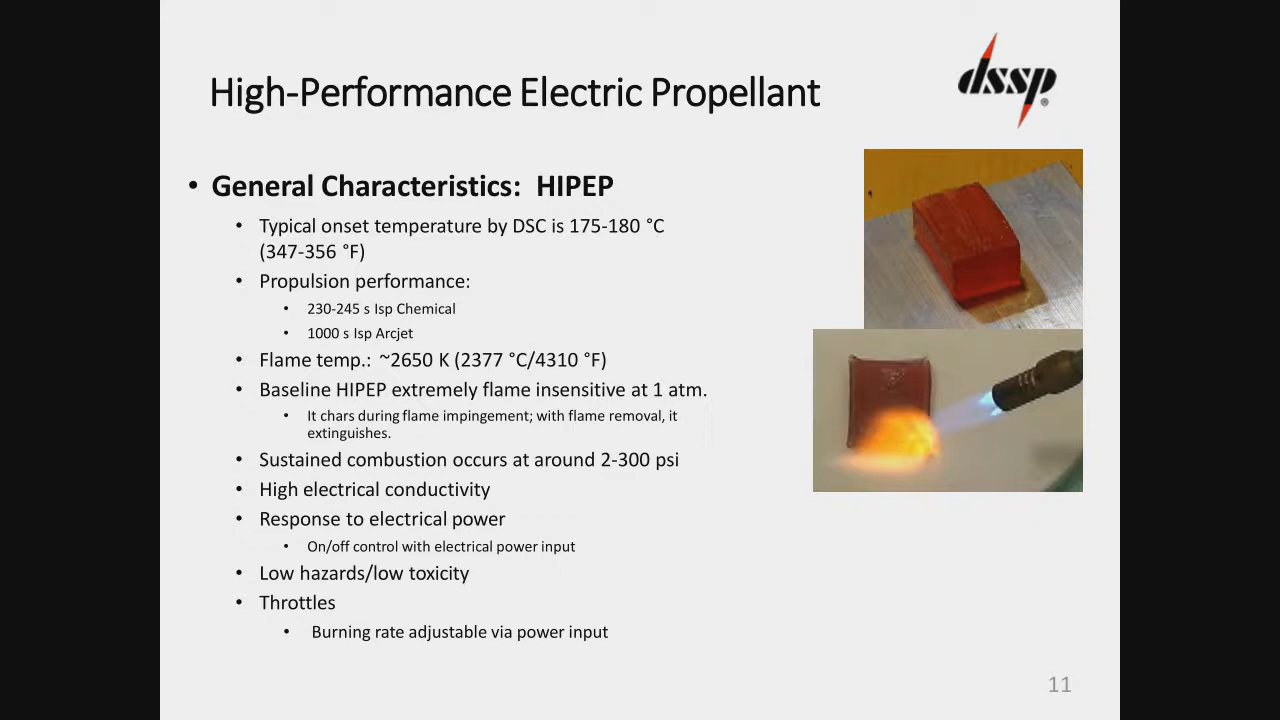 High-Performance Electric Propellant
dssp®
• General Characteristics: HIPEP
• Typical onset temperature by DSC is 175-180 °C
(347-356 °F)
• Propulsion performance:
• 230-245 s Isp Chemical
• 1000 s Isp Arcjet
• Flame temp.: ~2650 K (2377 °C/4310 °F)
• Baseline HIPEP extremely flame insensitive at 1 atm.
• It chars during flame impingement; with flame removal, it
extinguishes.
• Sustained combustion occurs at around 2-300 psi
• High electrical conductivity
• Response to electrical power
• On/off control with electrical power input
• Low hazards/low toxicity
• Throttles
• Burning rate adjustable via power input
11